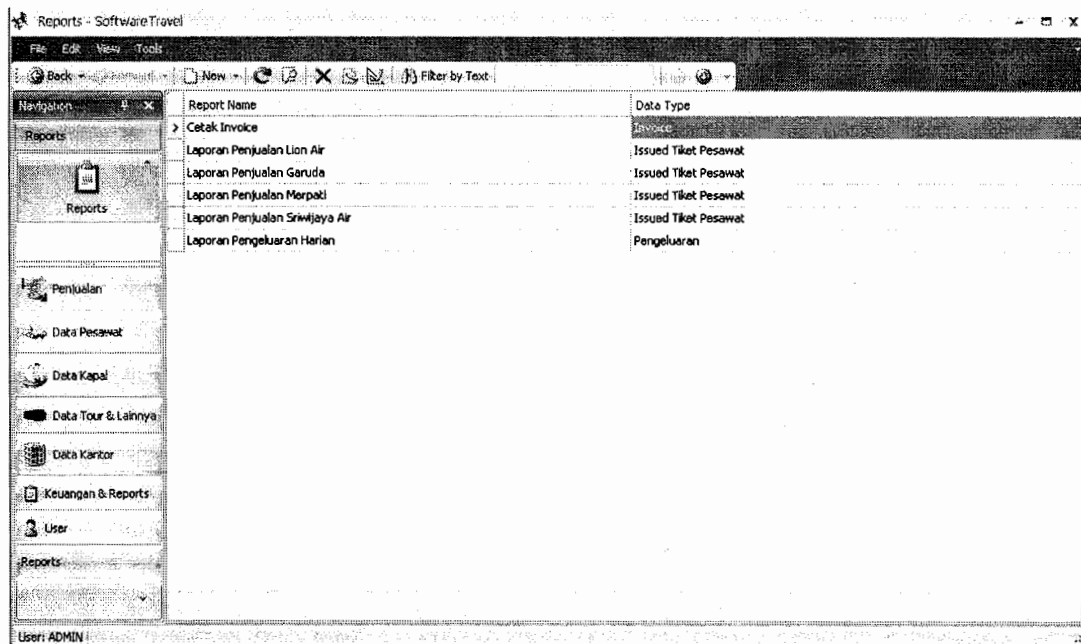 Reports - SoftwareTravel
File Edit View Tools
Back New Filter by Text
Navigation
Reports
Reports
Penjualan
Data Pesawat
Data Kapal
Data Tour & Lainnya
Data Kantor
Keuangan & Reports
User
Reports
Report Name Data Type
Cetak Invoice Invoice
Laporan Penjualan Lion Air Issued Tiket Pesawat
Laporan Penjualan Garuda Issued Tiket Pesawat
Laporan Penjualan Merpati Issued Tiket Pesawat
Laporan Penjualan Sriwijaya Air Issued Tiket Pesawat
Laporan Pengeluaran Harian Pengeluaran
User: ADMIN